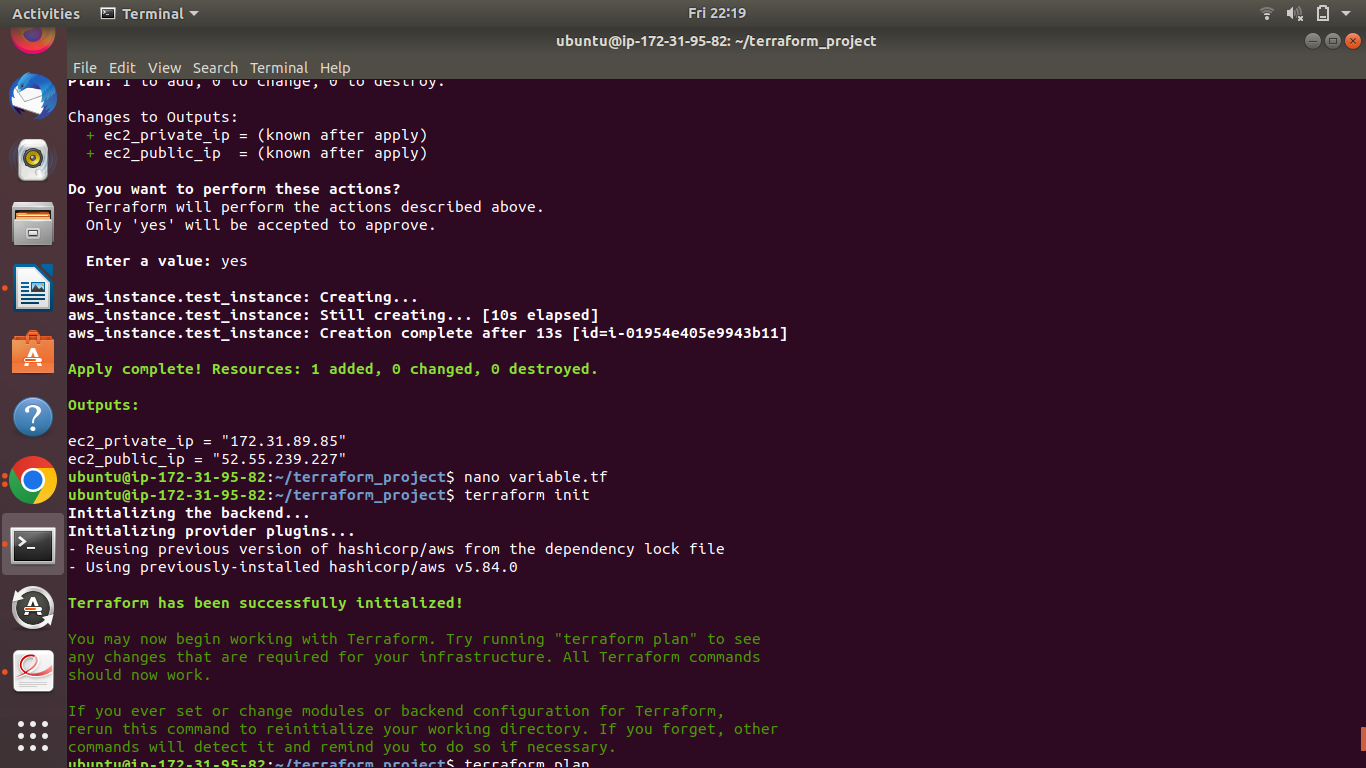 Activities Terminal Fri 22:19
ubuntu@ip-172-31-95-82: ~/terraform_project
File Edit View Search Terminal Help
Plan: 1 to add, 0 to change, 0 to destroy.
Changes to Outputs:
+ ec2_private_ip = (known after apply)
+ ec2_public_ip  = (known after apply)
Do you want to perform these actions?
Terraform will perform the actions described above.
Only 'yes' will be accepted to approve.
Enter a value: yes
aws_instance.test_instance: Creating...
aws_instance.test_instance: Still creating... [10s elapsed]
aws_instance.test_instance: Creation complete after 13s [id=i-01954e405e9943b11]
Apply complete! Resources: 1 added, 0 changed, 0 destroyed.
Outputs:
ec2_private_ip = "172.31.89.85"
ec2_public_ip = "52.55.239.227"
ubuntu@ip-172-31-95-82:~/terraform_project$ nano variable.tf
ubuntu@ip-172-31-95-82:~/terraform_project$ terraform init
Initializing the backend...
Initializing provider plugins...
- Reusing previous version of hashicorp/aws from the dependency lock file
- Using previously-installed hashicorp/aws v5.84.0
Terraform has been successfully initialized!
You may now begin working with Terraform. Try running "terraform plan" to see
any changes that are required for your infrastructure. All Terraform commands
should now work.
If you ever set or change modules or backend configuration for Terraform,
rerun this command to reinitialize your working directory. If you forget, other
commands will detect it and remind you to do so if necessary.
ubuntu@ip-172-31-95-82:~/terraform_project$ terraform plan